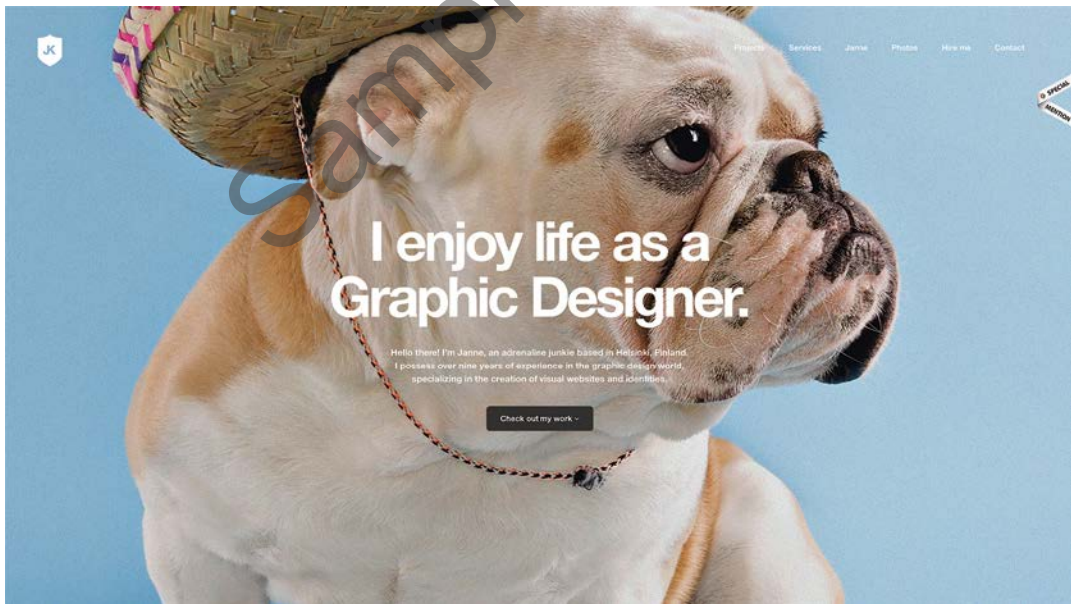 JK
Projects Services Janne Photos Hire me Contact
SPECIAL
MENTION
Sampl
I enjoy life as a
Graphic Designer.
Hello there! I'm Janne, an adrenaline junkie based in Helsinki, Finland.
I possess over nine years of experience in the graphic design world,
specializing in the creation of visual websites and identities.
Check out my work